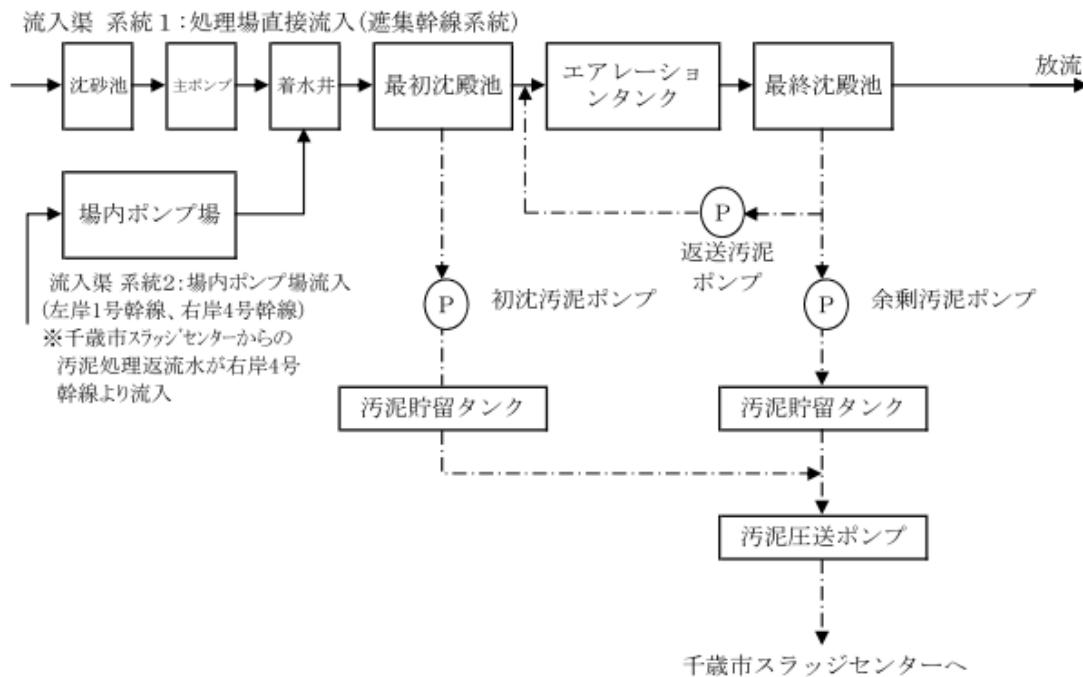 流入渠 系統1:処理場直接流入(遮集幹線系統)
沈砂池
主ポンプ
着水井
最初沈殿池
エアレーショ
ンタンク
最終沈殿池
放流
場内ポンプ場
P
返送汚泥
ポンプ
流入渠 系統2:場内ポンプ場流入
(左岸1号幹線、右岸4号幹線)
※千歳市スラッジセンターからの
汚泥処理返流水が右岸4号
幹線より流入
P
初沈汚泥ポンプ
P
余剰汚泥ポンプ
汚泥貯留タンク
汚泥貯留タンク
汚泥圧送ポンプ
千歳市スラッジセンターへ